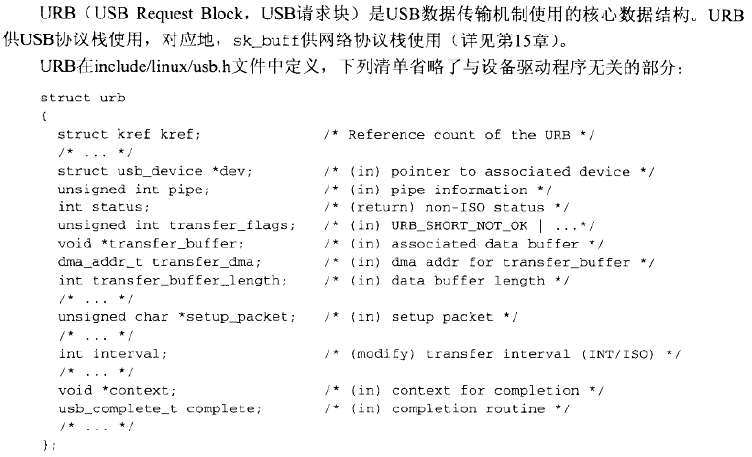 URB（USB Request Block，USB请求块）是USB数据传输机制使用的核心数据结构。URB
供USB协议栈使用，对应地，sk_buff供网络协议栈使用（详见第15章）。
URB在include/linux/usb.h文件中定义，下列清单省略了与设备驱动程序无关的部分：
struct urb
{
  struct kref kref;              /* Reference count of the URB */
  /* ... */
  struct usb_device *dev;        /* (in) pointer to associated device */
  unsigned int pipe;             /* (in) pipe information */
  int status;                    /* (return) non-ISO status */
  unsigned int transfer_flags;   /* (in) URB_SHORT_NOT_OK | ...*/
  void *transfer_buffer;         /* (in) associated data buffer */
  dma_addr_t transfer_dma;       /* (in) dma addr for transfer_buffer */
  int transfer_buffer_length;    /* (in) data buffer length */
  /* ... */
  unsigned char *setup_packet;   /* (in) setup packet */
  /* ... */
  int interval;                  /* (modify) transfer interval (INT/ISO) */
  /* ... */
  void *context;                 /* (in) context for completion */
  usb_complete_t complete;       /* (in) completion routine */
  /* ... */
};